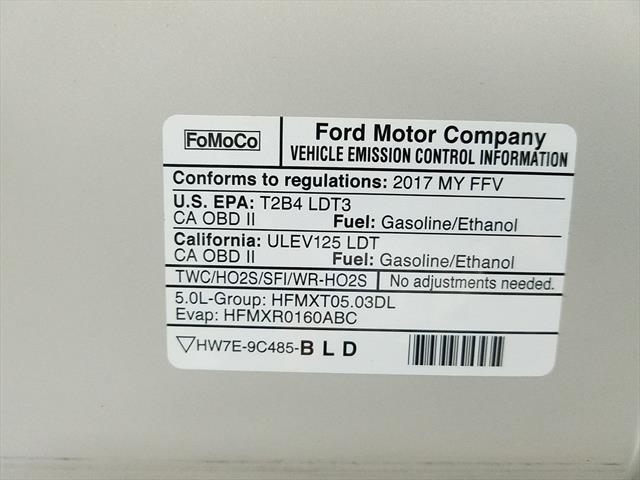 FoMoCo
Ford Motor Company
VEHICLE EMISSION CONTROL INFORMATION
Conforms to regulations: 2017 MY FFV
U.S. EPA: T2B4 LDT3
CA OBD II Fuel: Gasoline/Ethanol
California: ULEV125 LDT
CA OBD II Fuel: Gasoline/Ethanol
TWC/HO2S/SFI/WR-HO2S No adjustments needed.
5.0L-Group: HFMXT05.03DL
Evap: HFMXR0160ABC
▽HW7E-9C485-B L D